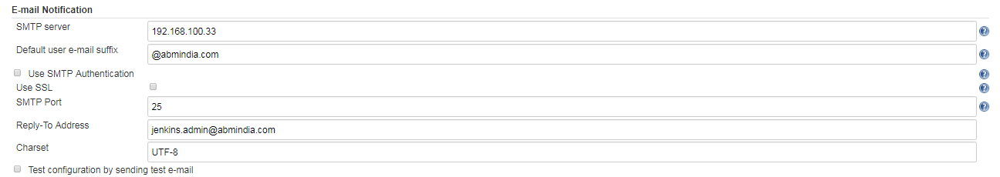 E-mail Notification
SMTP server 192.168.100.33
Default user e-mail suffix @abmindia.com
Use SMTP Authentication
Use SSL
SMTP Port 25
Reply-To Address jenkins.admin@abmindia.com
Charset UTF-8
Test configuration by sending test e-mail